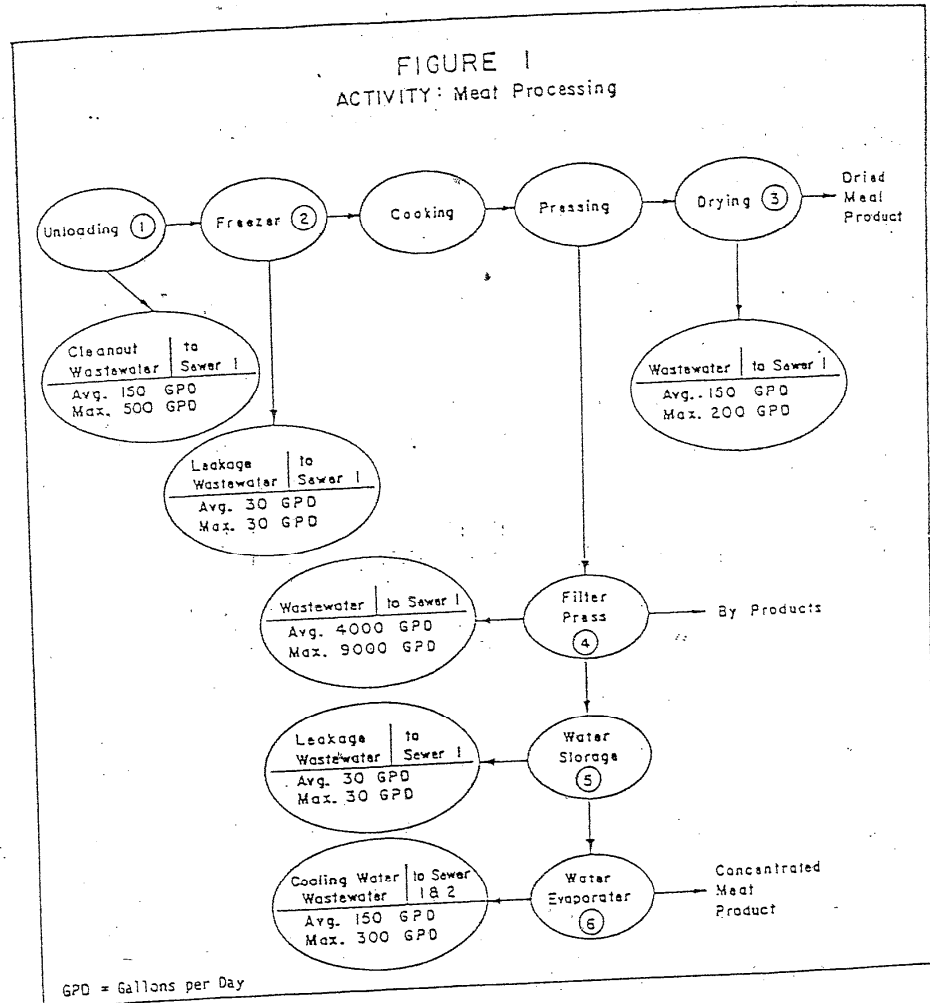 FIGURE 1
ACTIVITY: Meat Processing
Unloading 1
Freezer 2
Cooking
Pressing
Drying 3
Dried
Meal
Product
Cleanout
Wastewater
to
Sewer 1
Avg. 150 GPD
Max. 500 GPD
Wastewater
to Sewer 1
Avg. 150 GPD
Max. 200 GPD
Leakage
Wastewater
to
Sewer 1
Avg. 30 GPD
Max. 30 GPD
Wastewater
to Sewer 1
Avg. 4000 GPD
Max. 9000 GPD
Filter
Press
4
By Products
Leakage
Wastewater
to
Sewer 1
Avg. 30 GPD
Max. 30 GPD
Water
Storage
5
Cooling Water
Wastewater
to Sewer
1 & 2
Avg. 150 GPD
Max. 300 GPD
Water
Evaporater
6
Concentrated
Meat
Product
GPD = Gallons per Day